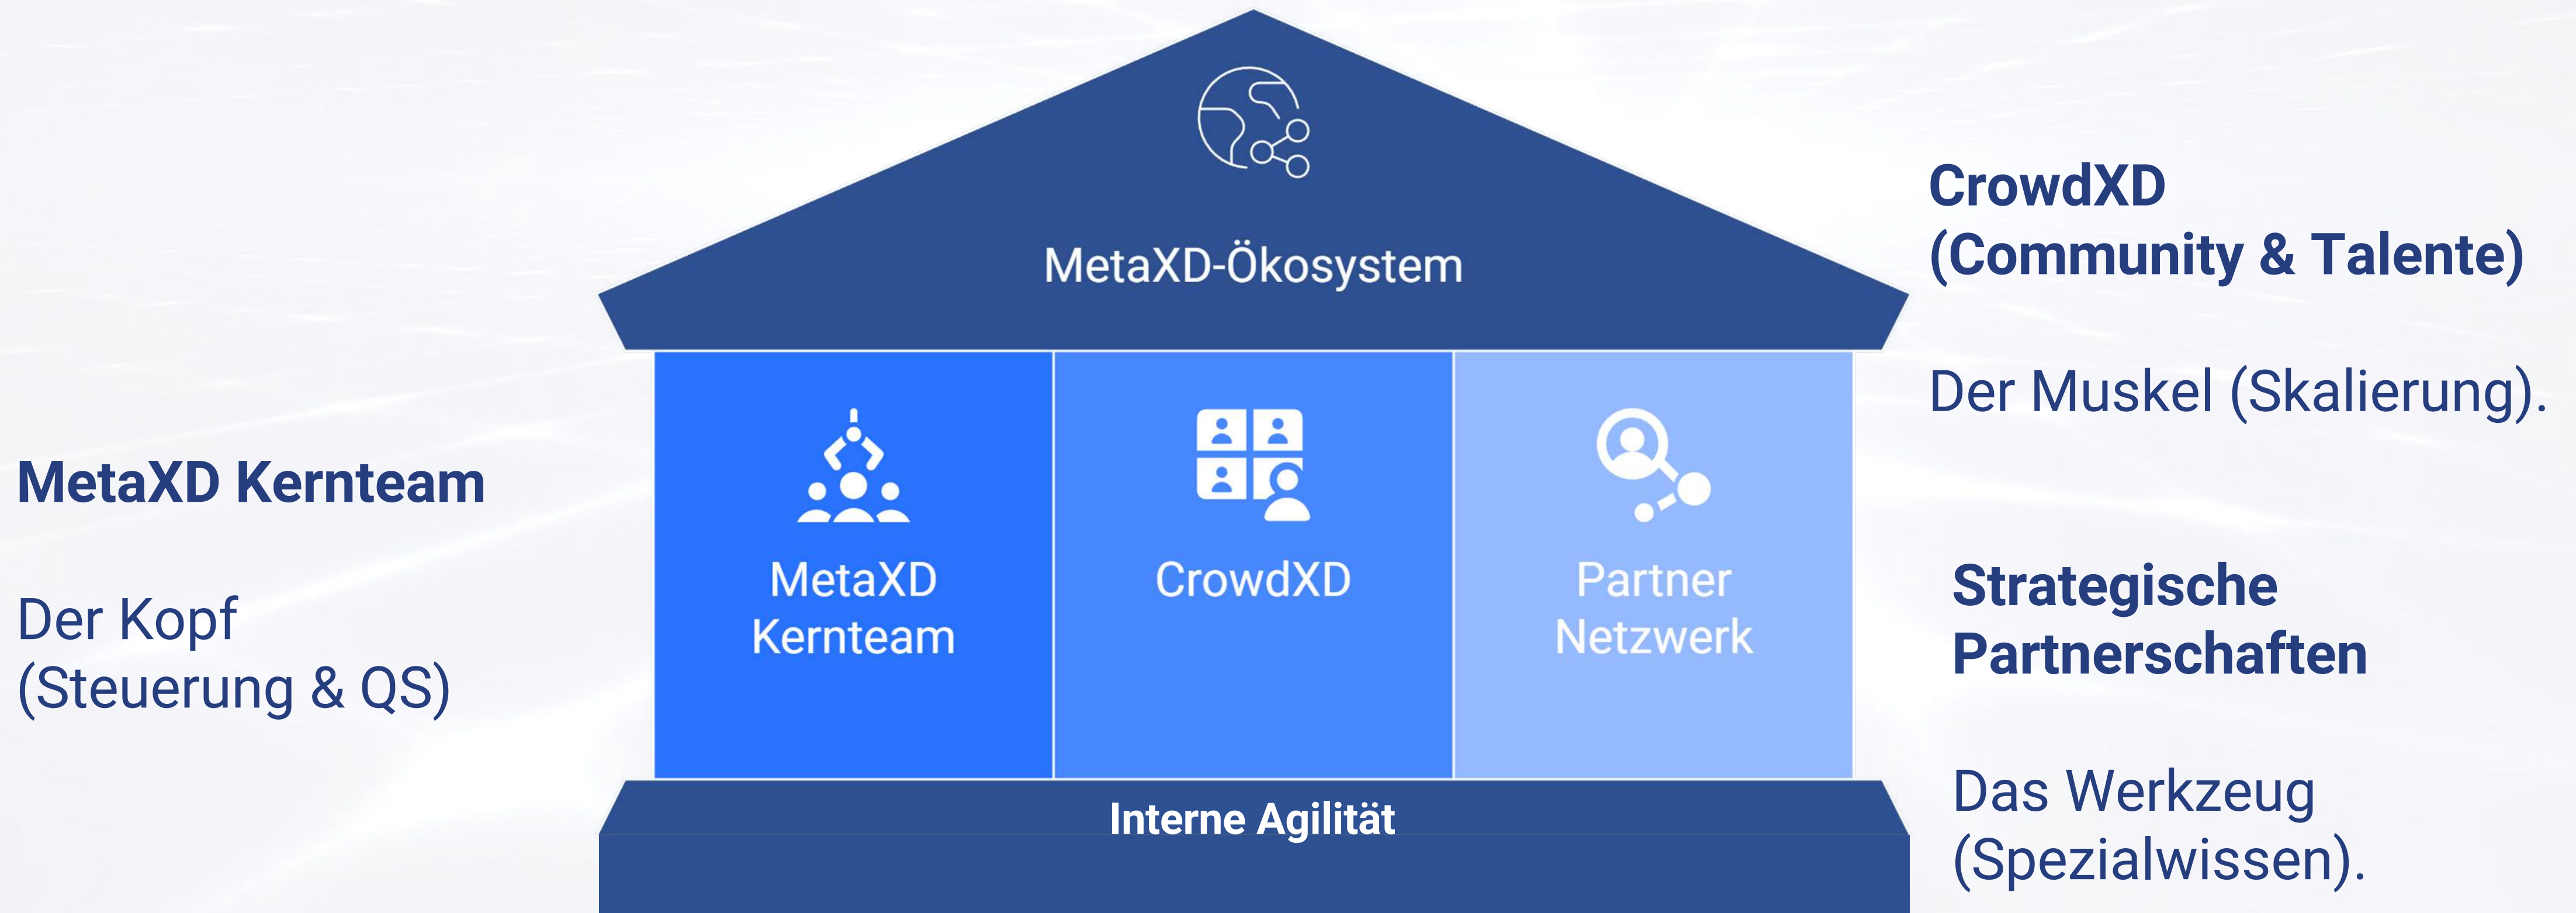 MetaXD-Ökosystem
MetaXD Kernteam
Der Kopf
(Steuerung & QS)
MetaXD
Kernteam
CrowdXD
Partner
Netzwerk
Interne Agilität
CrowdXD
(Community & Talente)
Der Muskel (Skalierung).
Strategische
Partnerschaften
Das Werkzeug
(Spezialwissen).